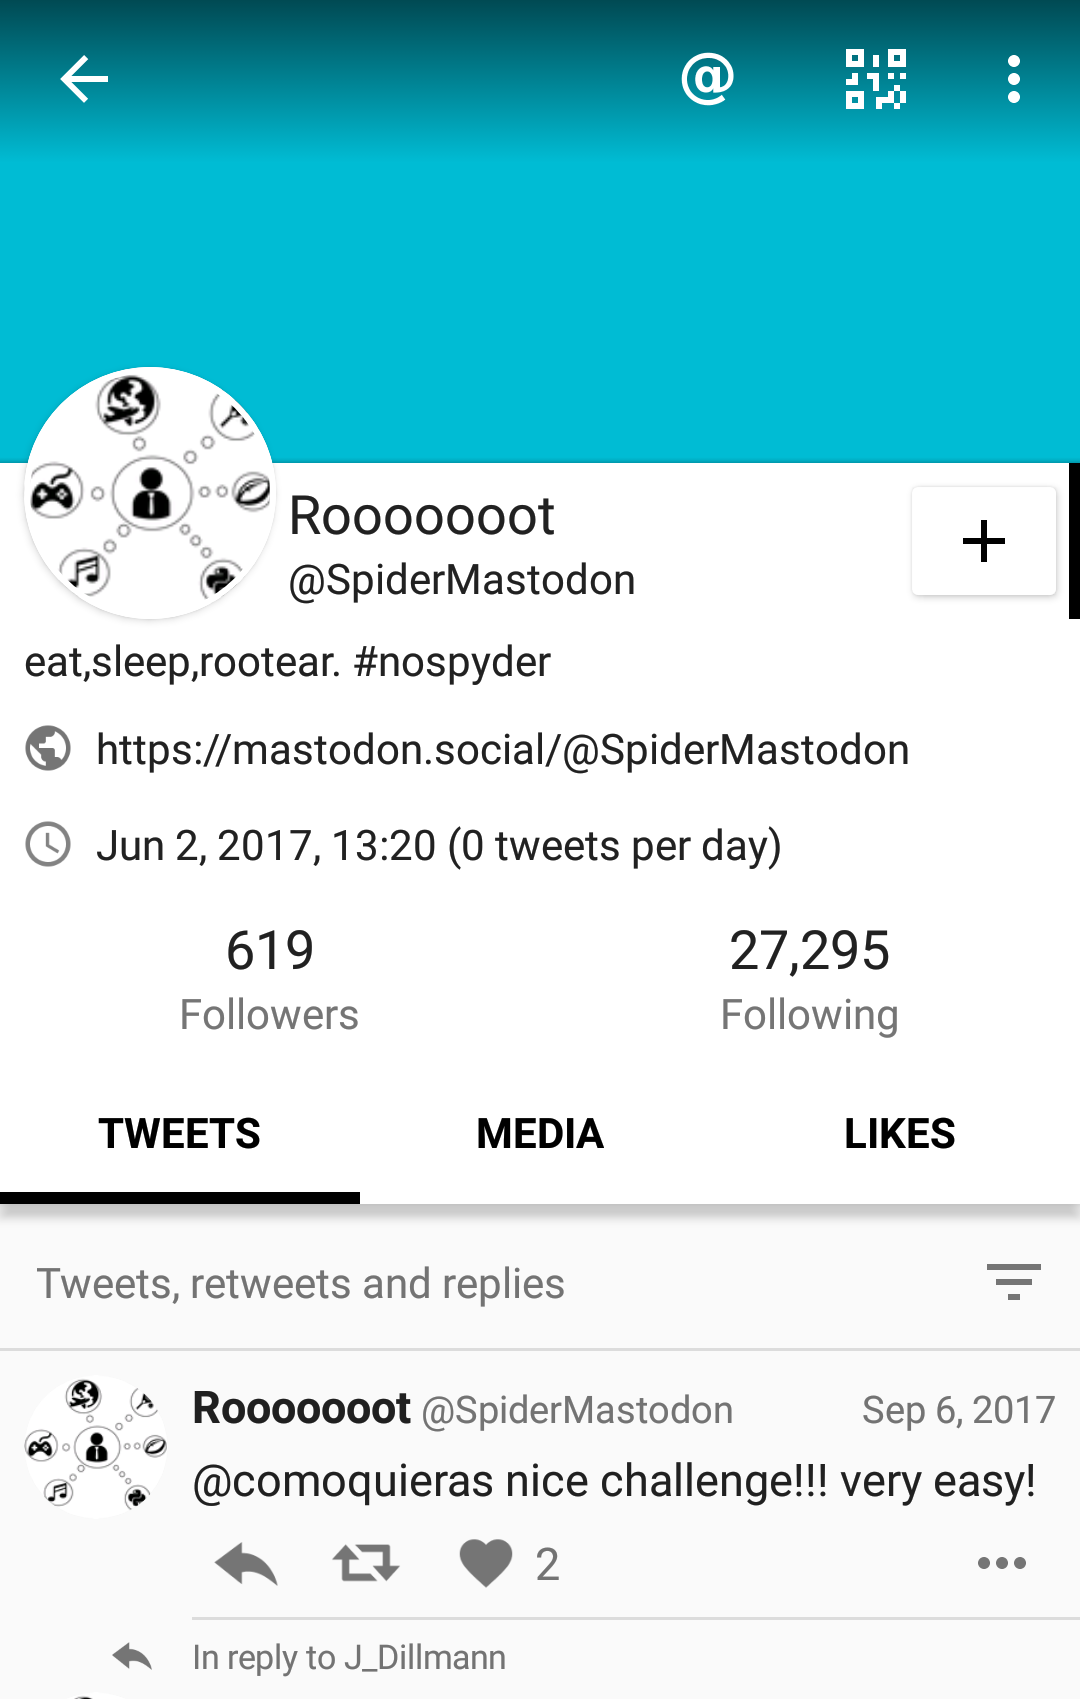 Rooooooot
@SpiderMastodon
eat,sleep,rootear. #nospyder
https://mastodon.social/@SpiderMastodon
Jun 2, 2017, 13:20 (0 tweets per day)
619
Followers
27,295
Following
TWEETS
MEDIA
LIKES
Tweets, retweets and replies
Rooooooot @SpiderMastodon Sep 6, 2017
@comoquieras nice challenge!!! very easy!
2
In reply to J_Dillmann